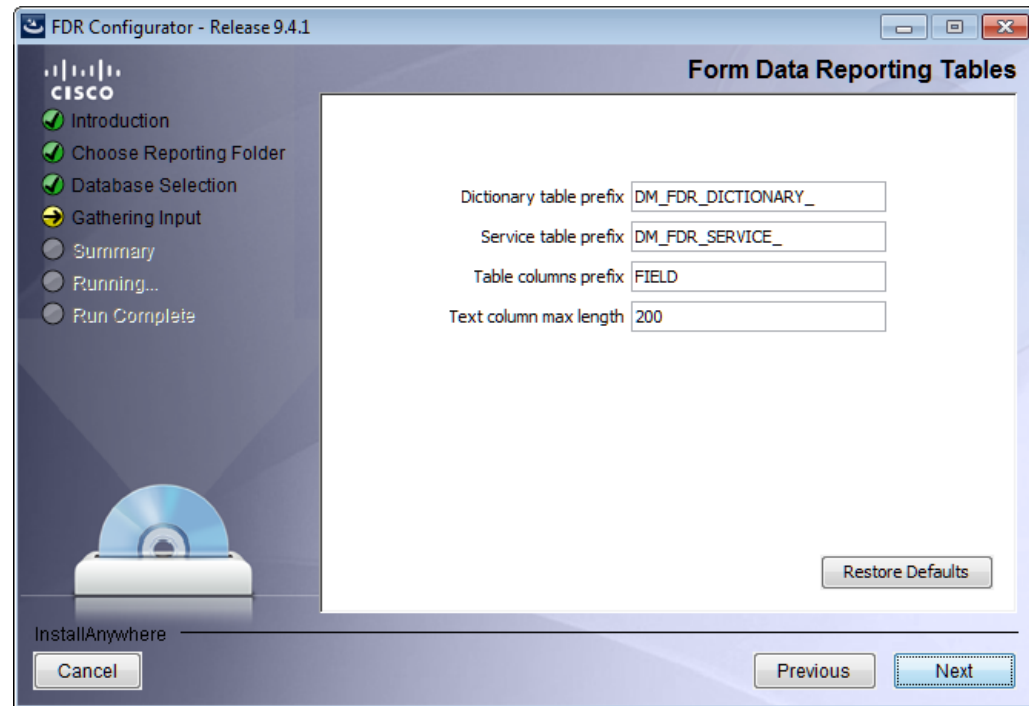 FDR Configurator - Release 9.4.1
CISCO
Form Data Reporting Tables
Introduction
Choose Reporting Folder
Database Selection
Gathering Input
Summary
Running...
Run Complete
Dictionary table prefix DM_FDR_DICTIONARY_
Service table prefix DM_FDR_SERVICE_
Table columns prefix FIELD
Text column max length 200
Restore Defaults
InstallAnywhere
Cancel Previous Next